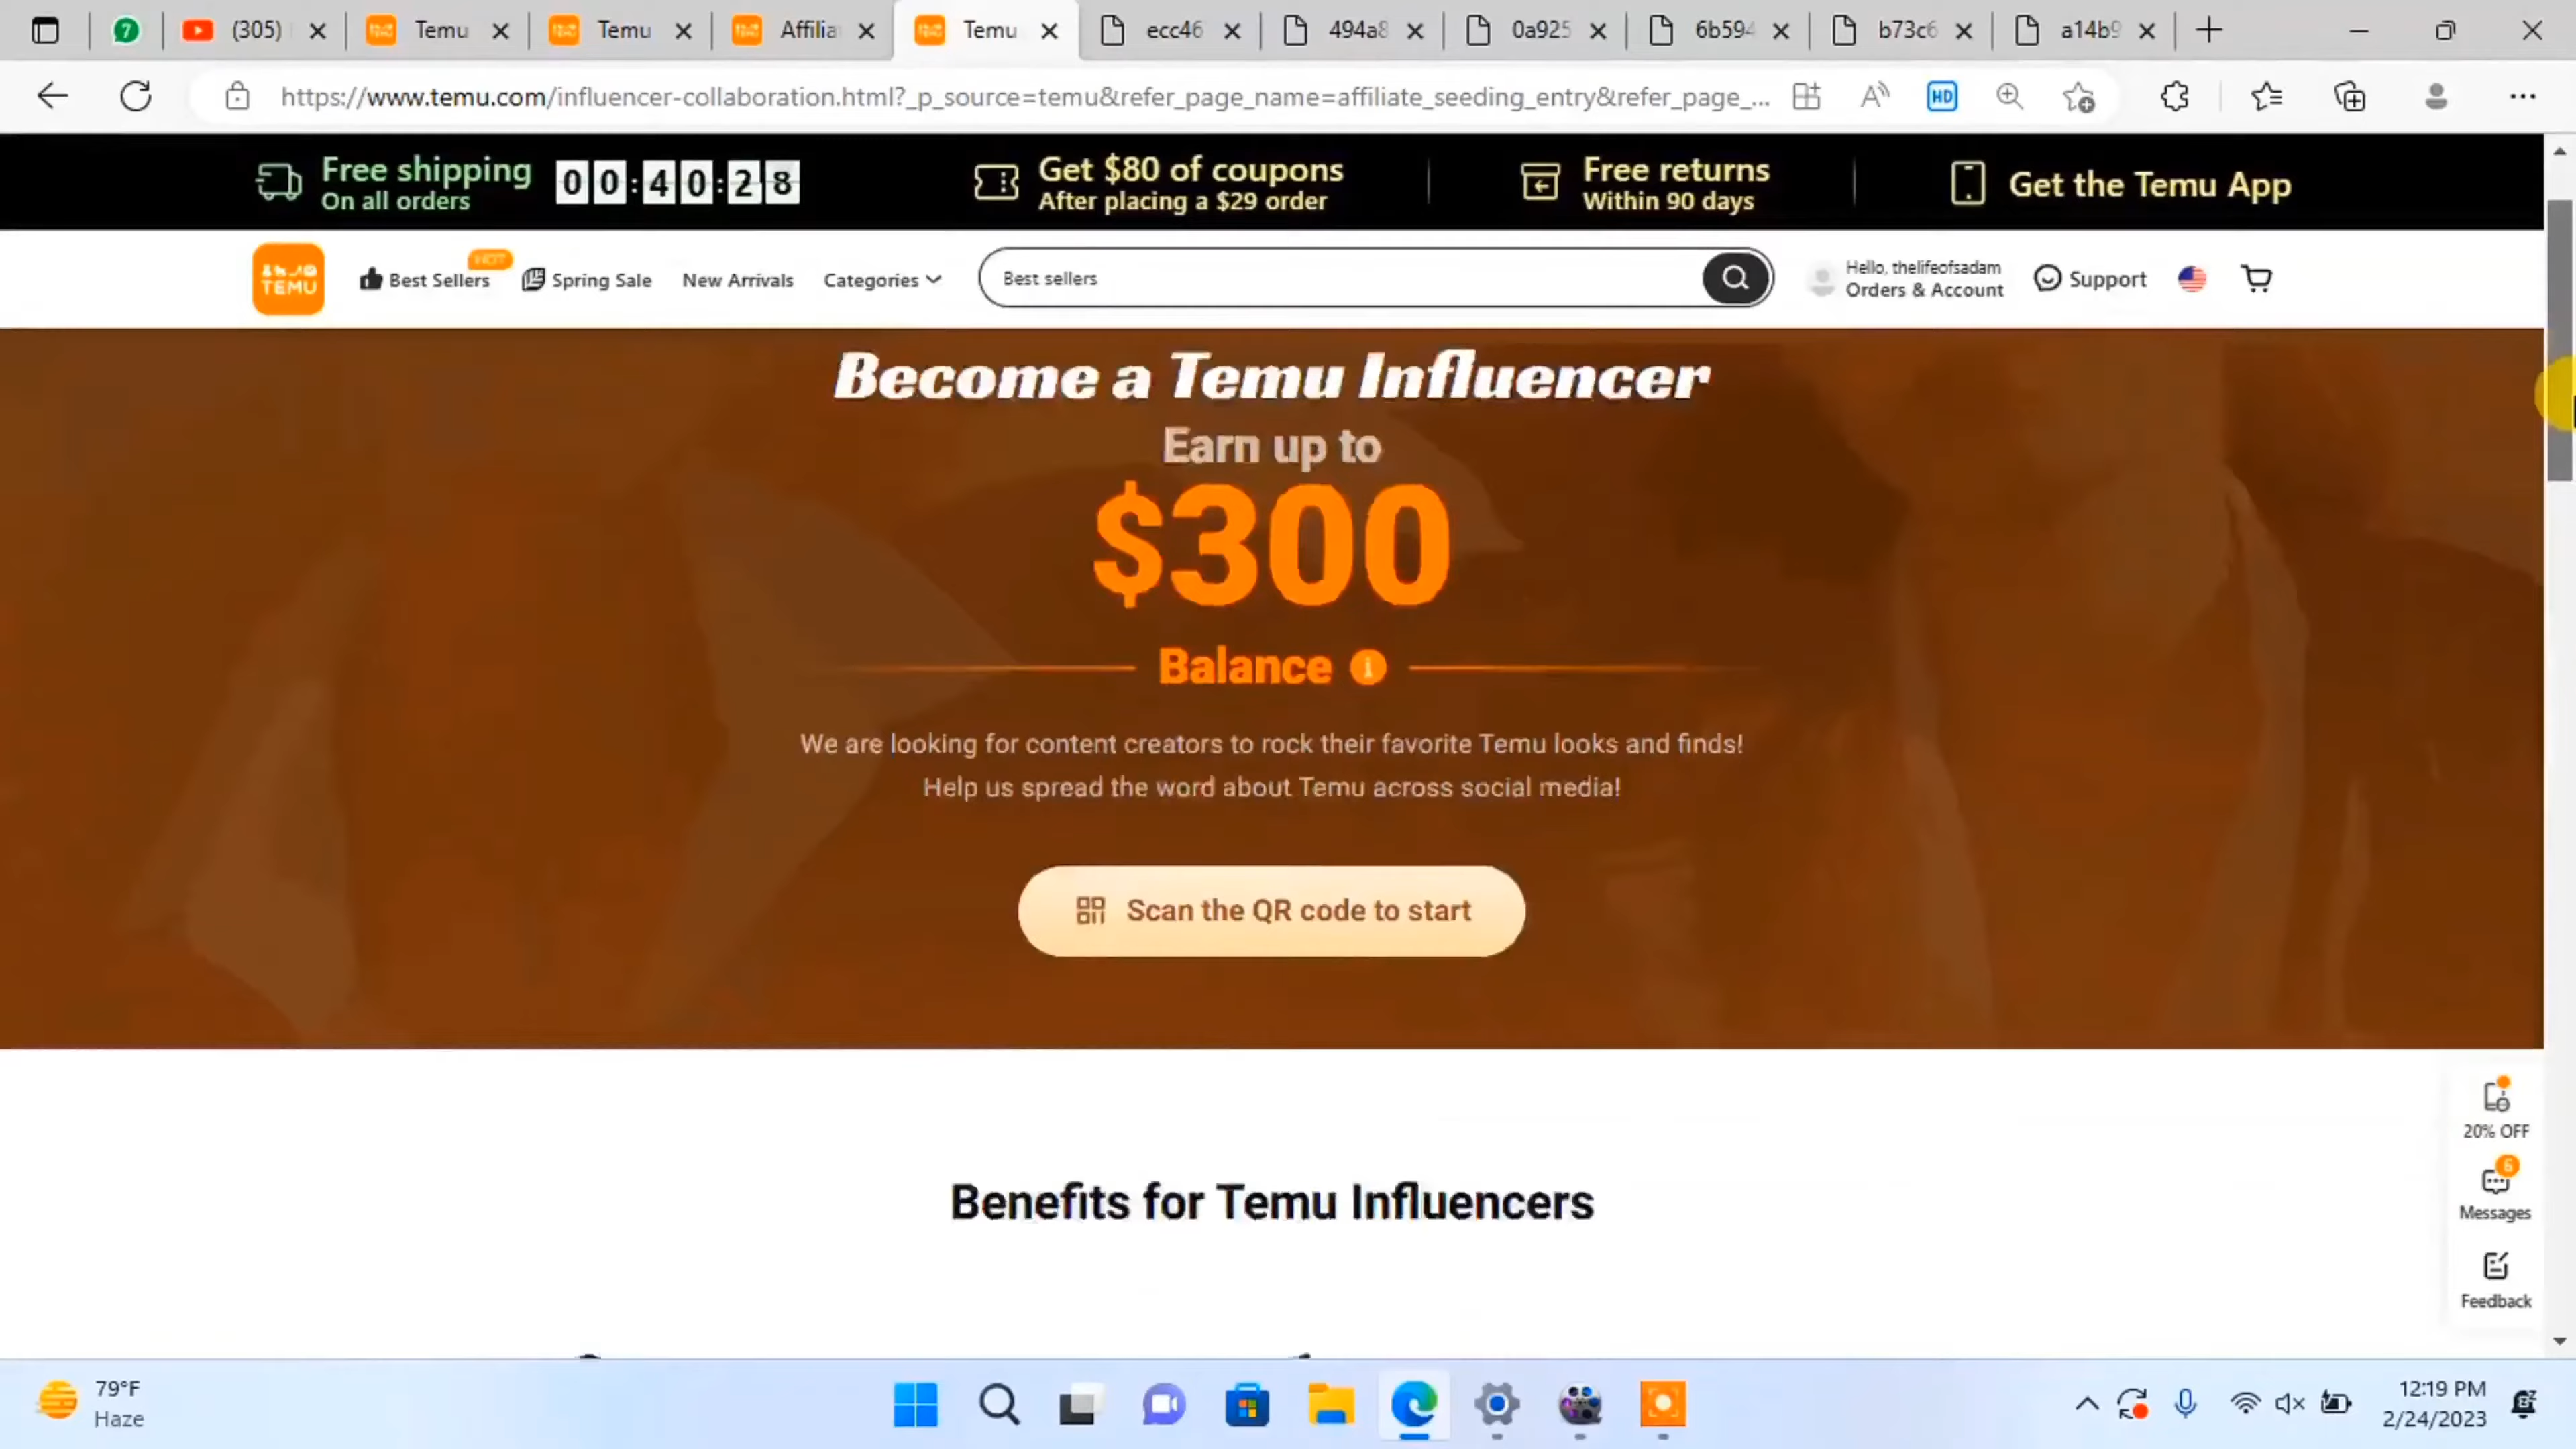 7
(305)
Temu
Temu
Affilia
Temu
ecc46
494a8
0a925
6b594
b73c6
a14b9
https://www.temu.com/influencer-collaboration.html?_p_source=temu&refer_page_name=affiliate_seeding_entry&refer_page_...
HD
Free shipping
On all orders
00:40:28
Get $80 of coupons
After placing a $29 order
Free returns
Within 90 days
Get the Temu App
TEMU
Best Sellers
HOT
Spring Sale
New Arrivals
Categories
Best sellers
Hello, thelifeofsadam
Orders & Account
Support
Become a Temu Influencer
Earn up to
$300
Balance
We are looking for content creators to rock their favorite Temu looks and finds!
Help us spread the word about Temu across social media!
Scan the QR code to start
Benefits for Temu Influencers
20% OFF
6
Messages
Feedback
79°F
Haze
12:19 PM
2/24/2023